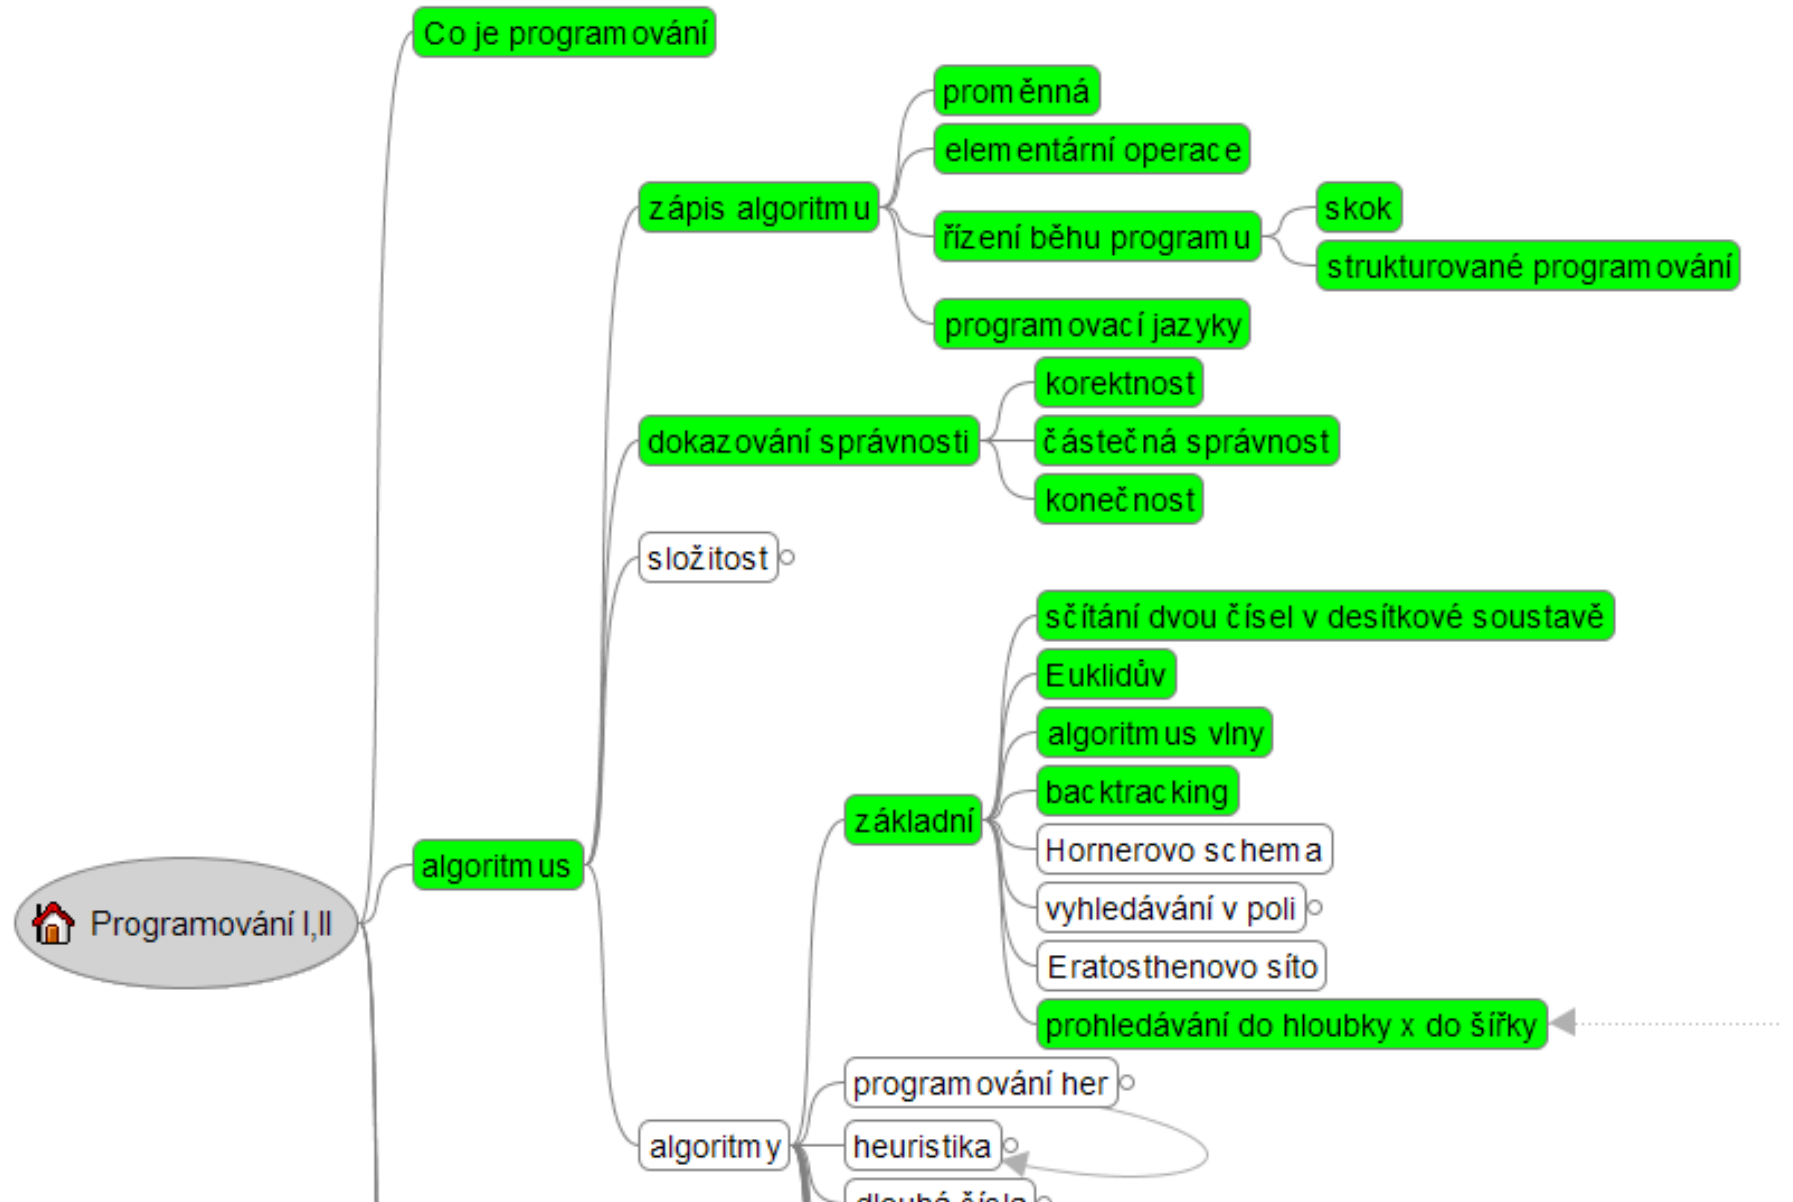 Co je programování
proměnná
elementární operace
zápis algoritmu
skok
řízení běhu programu
strukturované programování
programovací jazyky
korektnost
dokazování správnosti
částečná správnost
konečnost
složitost
sčítání dvou čísel v desítkové soustavě
Euklidův
algoritmus vlny
backtracking
základní
Hornerovo schema
algoritmus
vyhledávání v poli
Programování I,II
Eratosthenovo síto
prohledávání do hloubky x do šířky
programování her
algoritmy
heuristika
dlouhá čísla